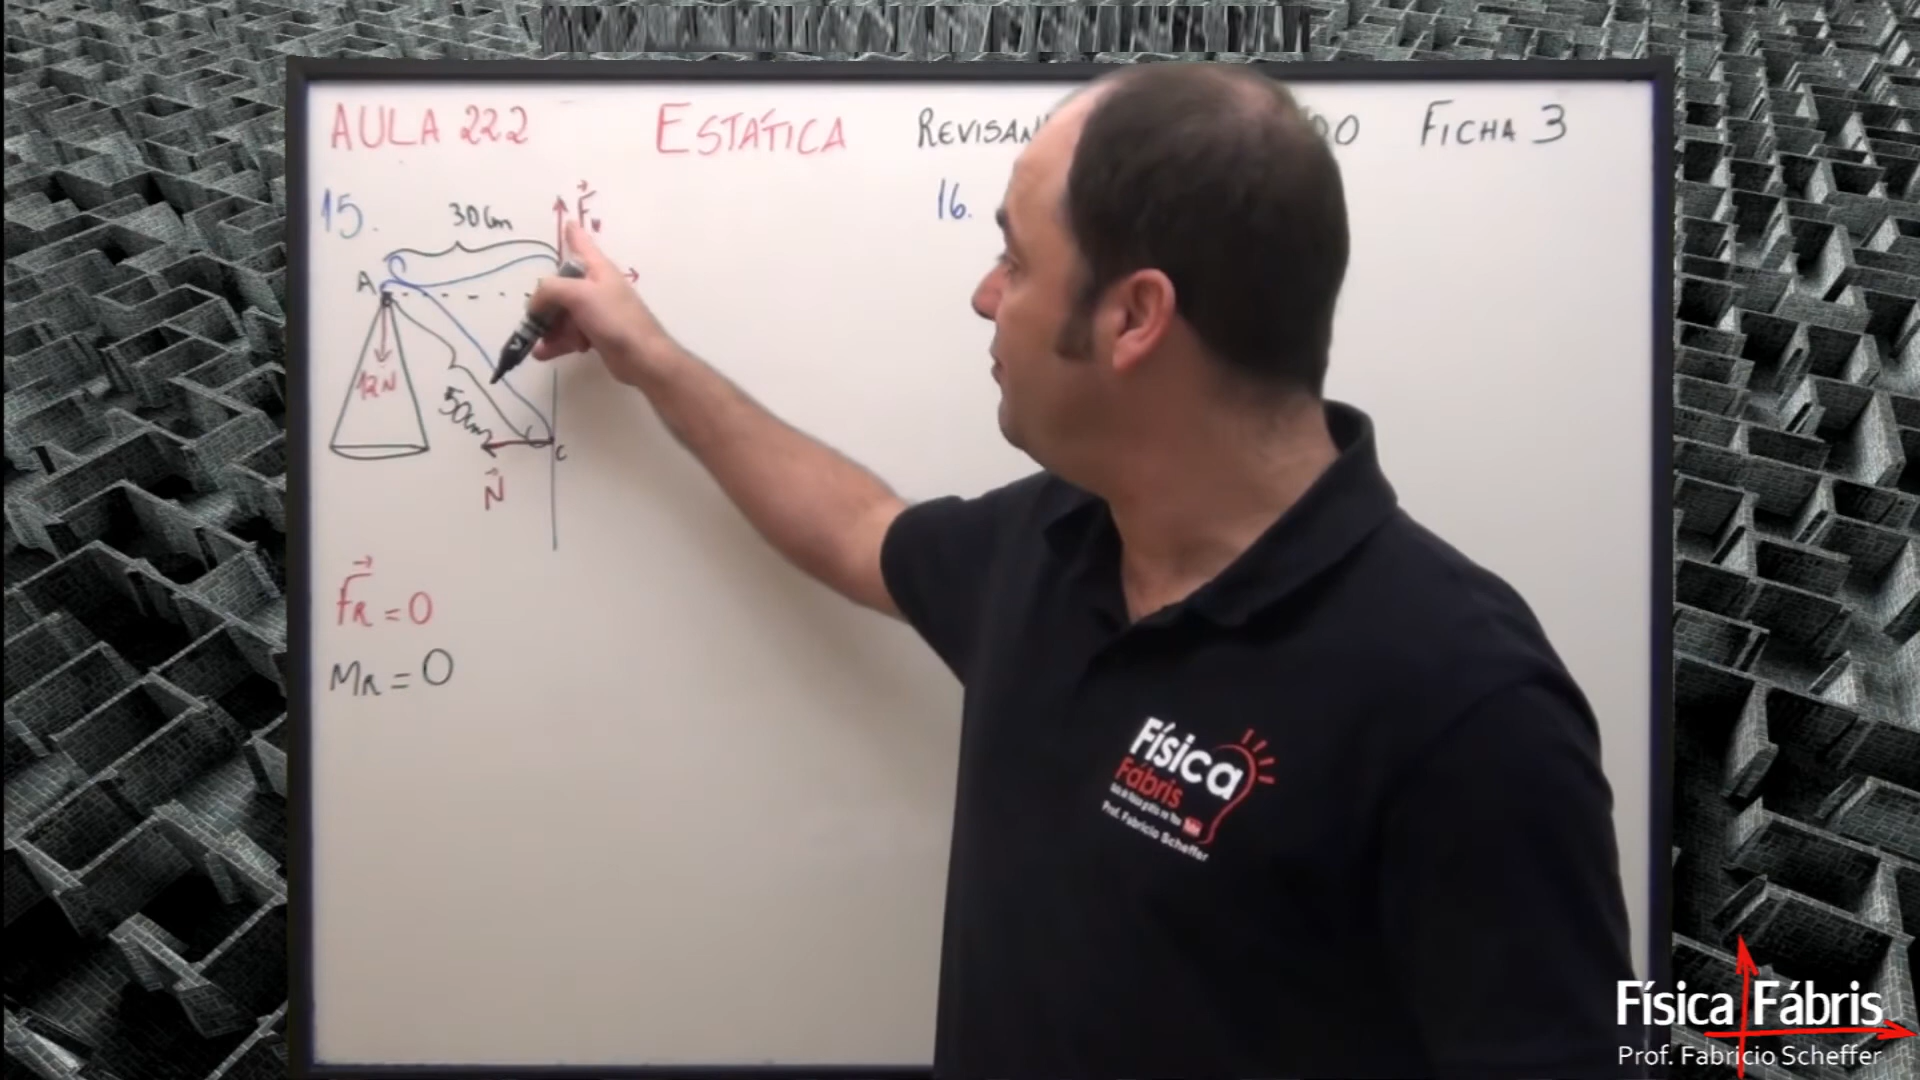 AULA 222
ESTÁTICA
REVISAN
DO
FICHA 3
15.
30cm
F
A
12N
50cm
C
N
16.
FR = 0
MR = 0
Física
Fábris
Prof. Fabricio Scheffer
Física Fábris
Prof. Fabricio Scheffer